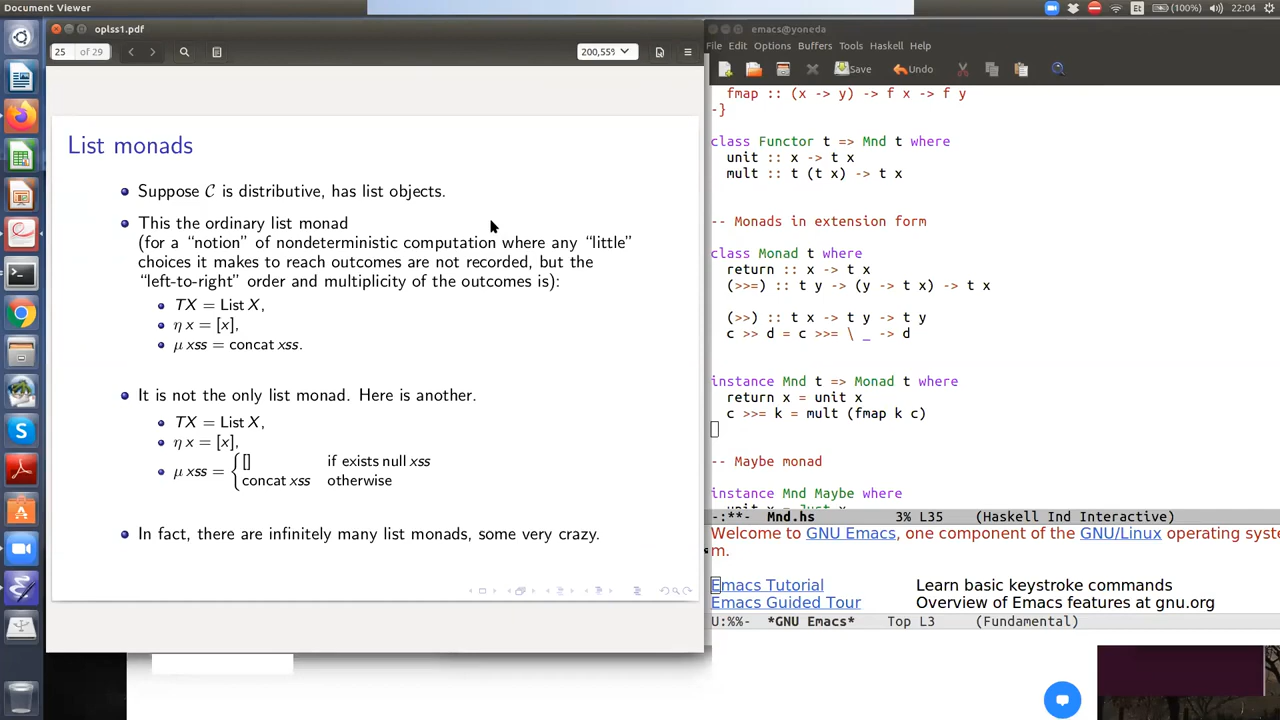 Document Viewer
Et
(100%)
22:04
oplss1.pdf
25 of 29
200,55%
List monads
Suppose 𝒞 is distributive, has list objects.
This the ordinary list monad
(for a “notion” of nondeterministic computation where any “little”
choices it makes to reach outcomes are not recorded, but the
“left-to-right” order and multiplicity of the outcomes is):
TX = List X,
η x = [x],
μ xss = concat xss.
It is not the only list monad. Here is another.
TX = List X,
η x = [x],
μ xss = { [] if exists null xss
concat xss otherwise
In fact, there are infinitely many list monads, some very crazy.
emacs@yoneda
File Edit Options Buffers Tools Haskell Help
Save Undo
fmap :: (x -> y) -> f x -> f y
-}
class Functor t => Mnd t where
unit :: x -> t x
mult :: t (t x) -> t x
-- Monads in extension form
class Monad t where
return :: x -> t x
(>>=) :: t y -> (y -> t x) -> t x
(>>) :: t x -> t y -> t y
c >> d = c >>= \ _ -> d
instance Mnd t => Monad t where
return x = unit x
c >>= k = mult (fmap k c)
-- Maybe monad
instance Mnd Maybe where
unit x = Just x
-:**- Mnd.hs 3% L35 (Haskell Ind Interactive)
Welcome to GNU Emacs, one component of the GNU/Linux operating syste
m.
Emacs Tutorial Learn basic keystroke commands
Emacs Guided Tour Overview of Emacs features at gnu.org
U:%%- *GNU Emacs* Top L3 (Fundamental)